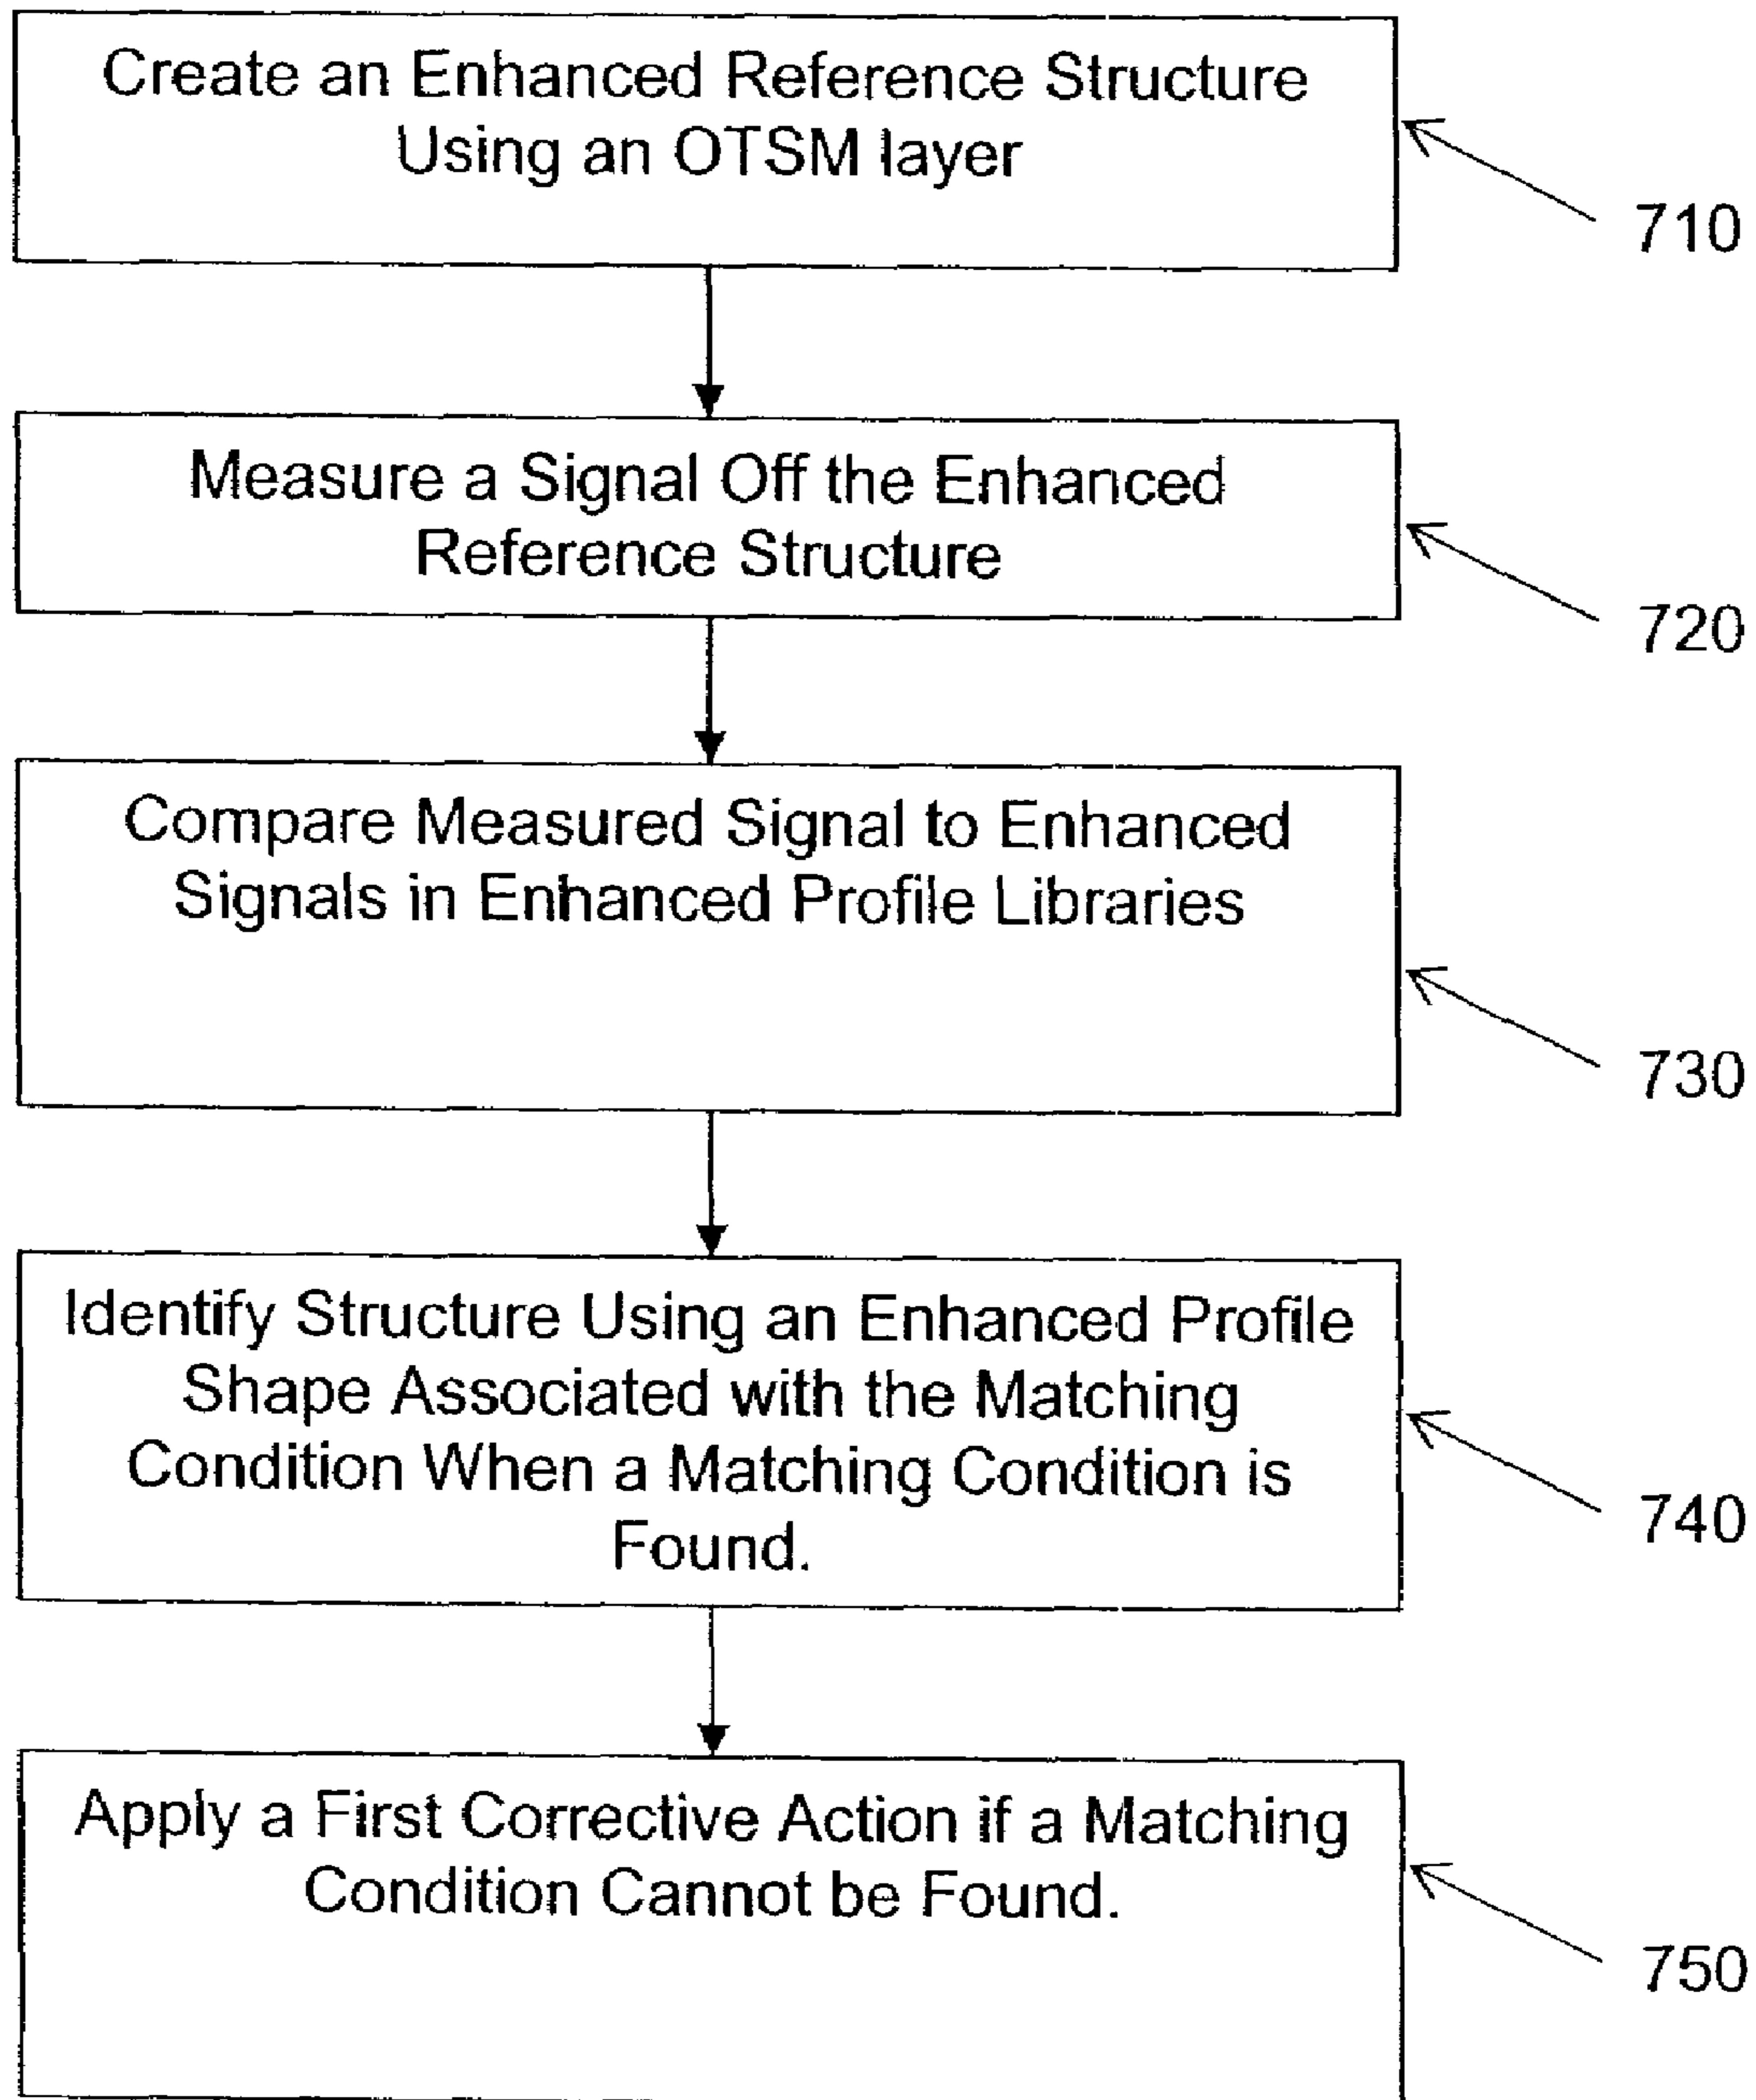 Create an Enhanced Reference Structure
Using an OTSM layer
710
Measure a Signal Off the Enhanced
Reference Structure
720
Compare Measured Signal to Enhanced
Signals in Enhanced Profile Libraries
730
Identify Structure Using an Enhanced Profile
Shape Associated with the Matching
Condition When a Matching Condition is
Found.
740
Apply a First Corrective Action if a Matching
Condition Cannot be Found.
750